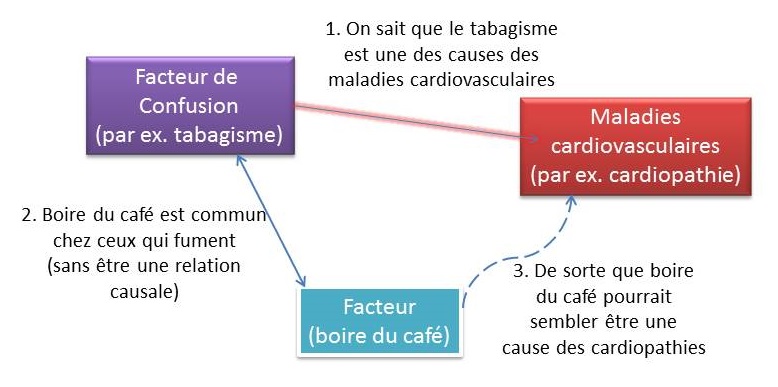 1. On sait que le tabagisme
est une des causes des
maladies cardiovasculaires
Facteur de
Confusion
(par ex. tabagisme)
Maladies
cardiovasculaires
(par ex. cardiopathie)
2. Boire du café est commun
chez ceux qui fument
(sans être une relation
causale)
Facteur
(boire du café)
3. De sorte que boire
du café pourrait
sembler être une
cause des cardiopathies